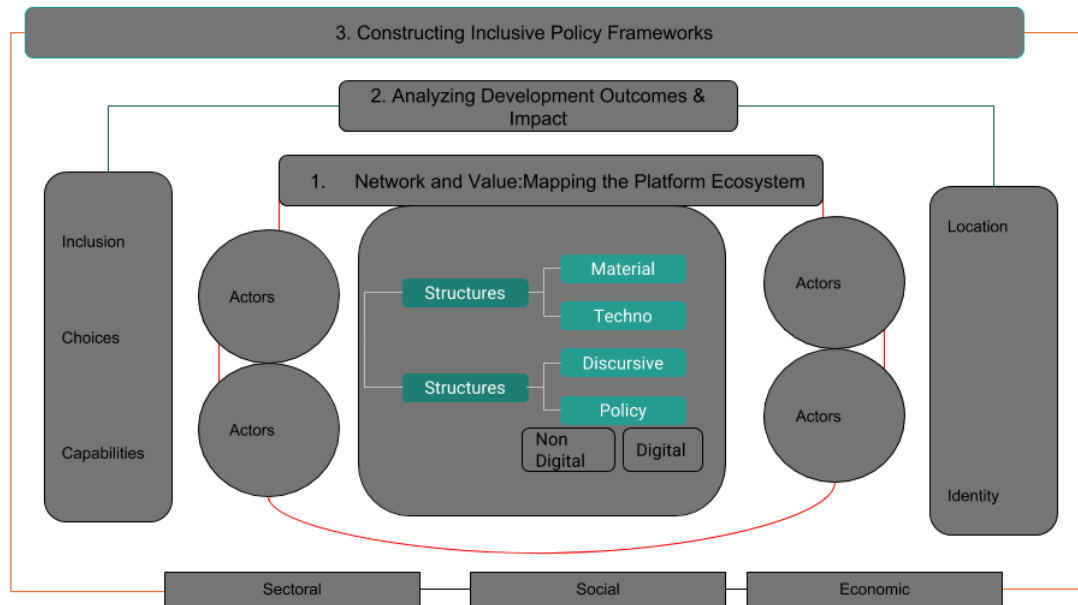 3. Constructing Inclusive Policy Frameworks
2. Analyzing Development Outcomes &
Impact
1. Network and Value:Mapping the Platform Ecosystem
Inclusion
Choices
Capabilities
Actors
Actors
Structures
Material
Techno
Structures
Discursive
Policy
Non
Digital
Digital
Actors
Actors
Location
Identity
Sectoral
Social
Economic